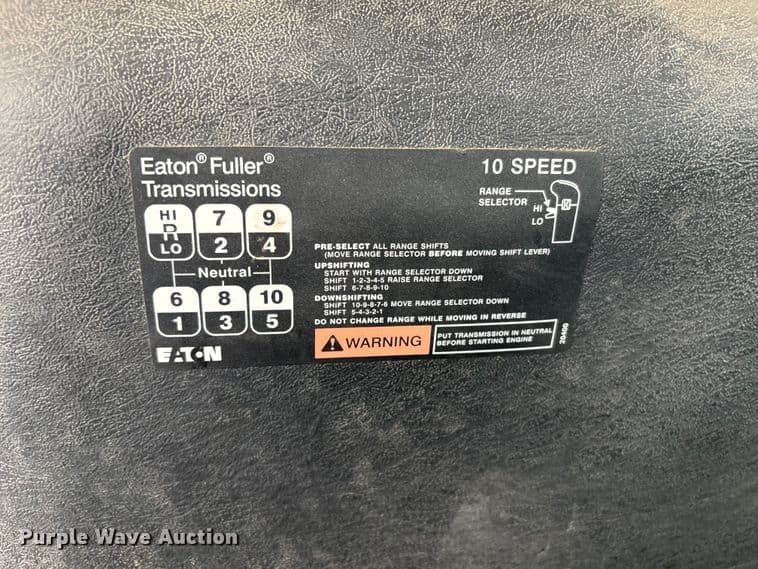 Eaton® Fuller®
Transmissions
10 SPEED
RANGE
SELECTOR
HI
LO
HI
R
LO
7
2
9
4
Neutral
6
1
8
3
10
5
EATON
PRE-SELECT ALL RANGE SHIFTS
(MOVE RANGE SELECTOR BEFORE MOVING SHIFT LEVER)
UPSHIFTING
START WITH RANGE SELECTOR DOWN
SHIFT 1-2-3-4-5 RAISE RANGE SELECTOR
SHIFT 6-7-8-9-10
DOWNSHIFTING
SHIFT 10-9-8-7-6 MOVE RANGE SELECTOR DOWN
SHIFT 5-4-3-2-1
DO NOT CHANGE RANGE WHILE MOVING IN REVERSE
WARNING
PUT TRANSMISSION IN NEUTRAL
BEFORE STARTING ENGINE
Purple Wave Auction